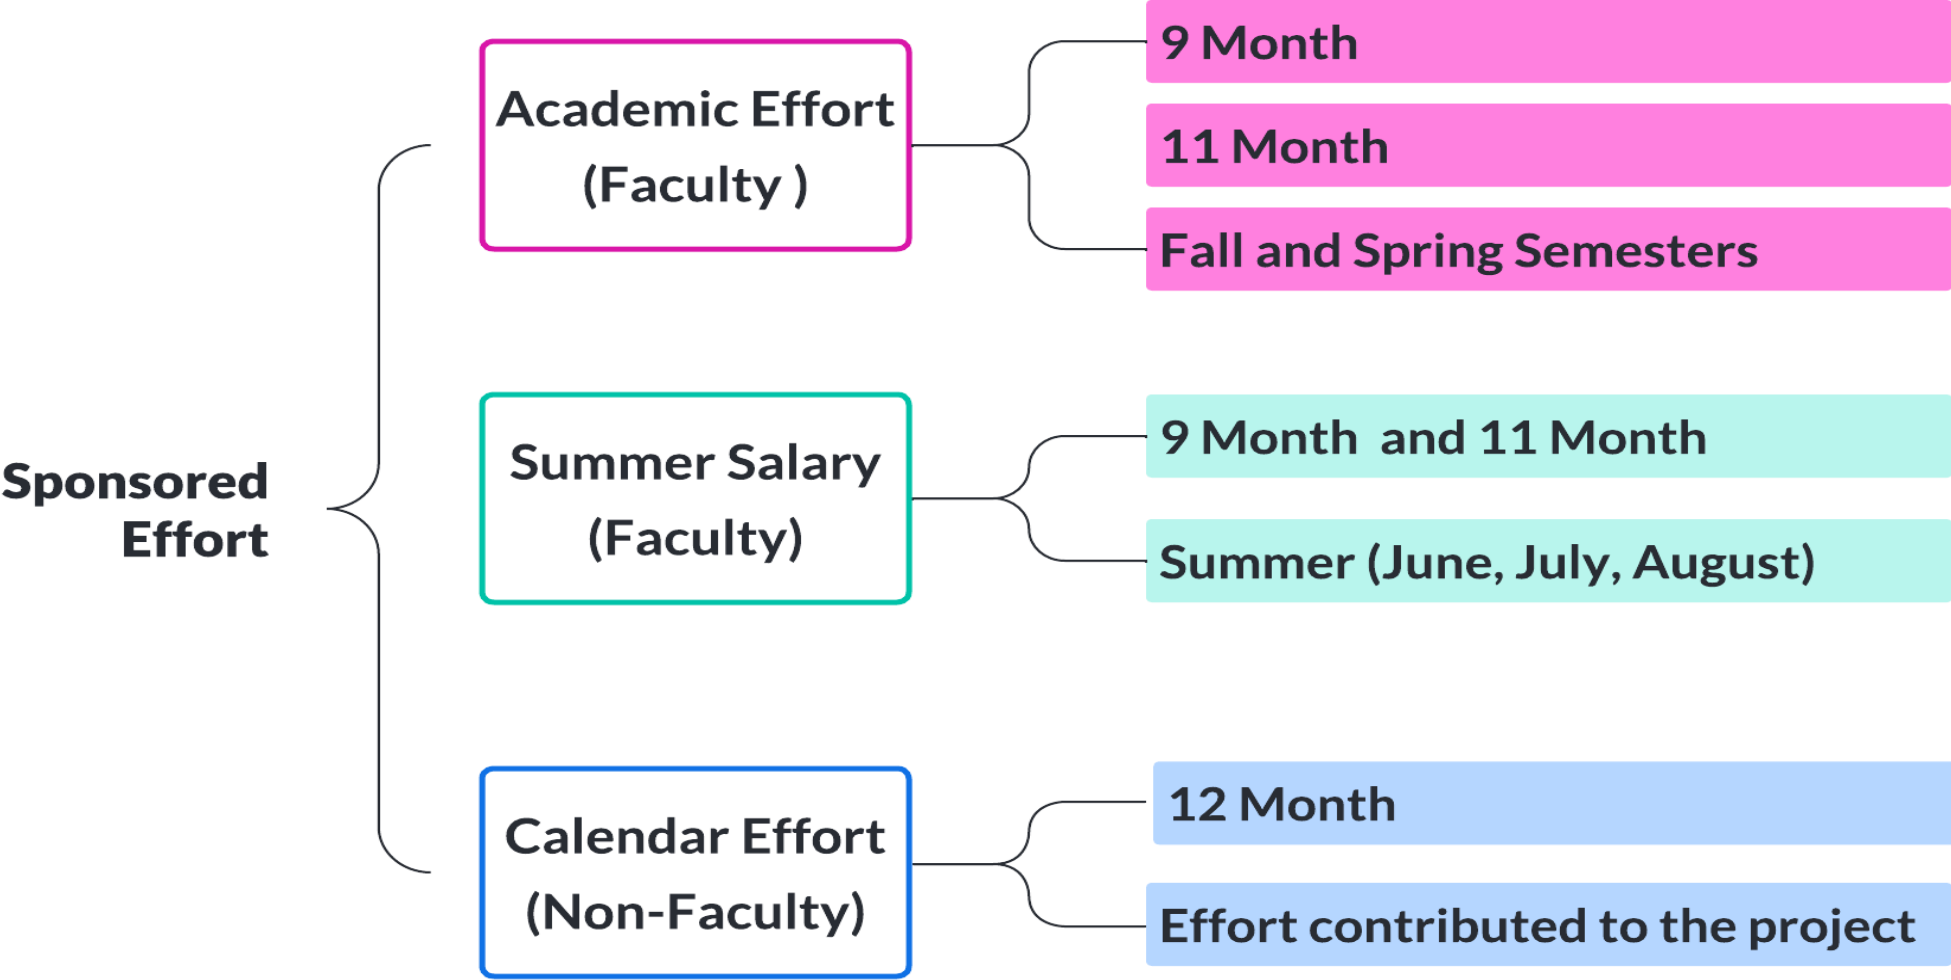 Sponsored
Effort
Academic Effort
(Faculty )
9 Month
11 Month
Fall and Spring Semesters
Summer Salary
(Faculty)
9 Month  and 11 Month
Summer (June, July, August)
Calendar Effort
(Non-Faculty)
12 Month
Effort contributed to the project